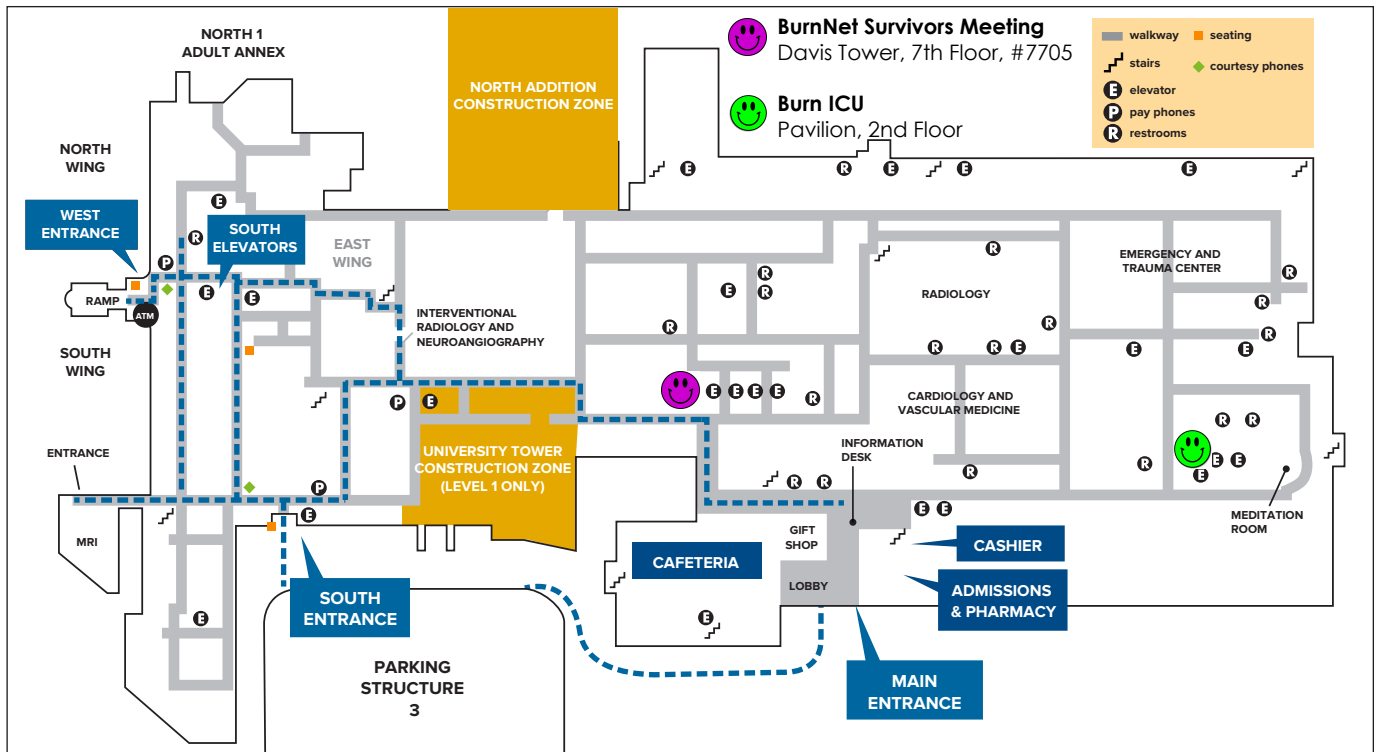 NORTH 1
ADULT ANNEX
NORTH ADDITION
CONSTRUCTION ZONE
BurnNet Survivors Meeting
Davis Tower, 7th Floor, #7705
Burn ICU
Pavilion, 2nd Floor
walkway
seating
stairs
courtesy phones
E elevator
P pay phones
R restrooms
NORTH
WING
WEST
ENTRANCE
SOUTH
ELEVATORS
EAST
WING
E
R
P
E
E
RAMP
ATM
SOUTH
WING
INTERVENTIONAL
RADIOLOGY AND
NEUROANGIOGRAPHY
E
R
E
E
E
R
EMERGENCY AND
TRAUMA CENTER
RADIOLOGY
R
R
E
R
R
R
R
R
R
E
R
E
E
R
P
E
E
E
E
E
R
CARDIOLOGY AND
VASCULAR MEDICINE
R
R
E
E
E
R
R
UNIVERSITY TOWER
CONSTRUCTION ZONE
(LEVEL 1 ONLY)
INFORMATION
DESK
ENTRANCE
P
E
R
R
E
E
MEDITATION
ROOM
MRI
GIFT
SHOP
LOBBY
CAFETERIA
CASHIER
ADMISSIONS
& PHARMACY
SOUTH
ENTRANCE
E
E
PARKING
STRUCTURE
3
MAIN
ENTRANCE